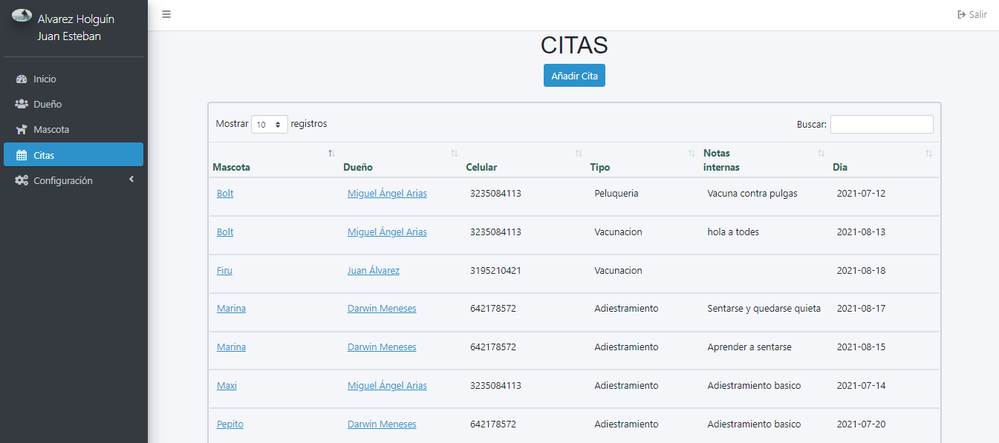 Alvarez Holguín
Juan Esteban
Salir
Inicio
Dueño
Mascota
Citas
Configuración
CITAS
Añadir Cita
Mostrar 10 registros
Buscar:
Mascota Dueño Celular Tipo Notas internas Dia
Bolt Miguel Ángel Arias 3235084113 Peluqueria Vacuna contra pulgas 2021-07-12
Bolt Miguel Ángel Arias 3235084113 Vacunacion hola a todes 2021-08-13
Firu Juan Álvarez 3195210421 Vacunacion 2021-08-18
Marina Darwin Meneses 642178572 Adiestramiento Sentarse y quedarse quieta 2021-08-17
Marina Darwin Meneses 642178572 Adiestramiento Aprender a sentarse 2021-08-15
Maxi Miguel Ángel Arias 3235084113 Adiestramiento Adiestramiento basico 2021-07-14
Pepito Darwin Meneses 642178572 Adiestramiento Adiestramiento basico 2021-07-20